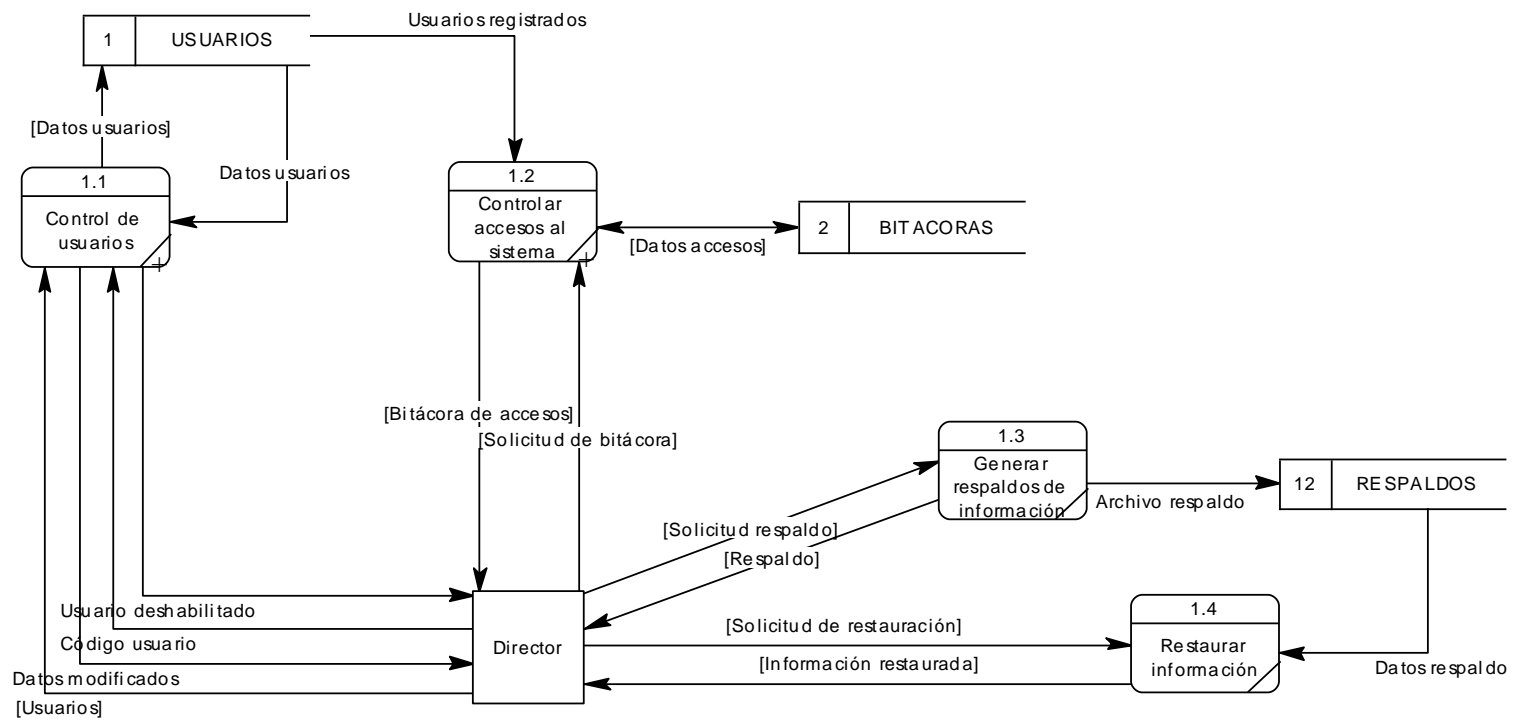 Usuarios registrados
1 USUARIOS
[Datos usuarios]
Datos usuarios
1.1
Control de
usuarios
1.2
Controlar
accesos al
sistema
2 BITACORAS
[Datos accesos]
[Bitácora de accesos]
[Solicitud de bitácora]
1.3
Generar
respaldos de
información
Archivo respaldo
12 RESPALDOS
[Solicitud respaldo]
[Respaldo]
Usuario deshabilitado
Código usuario
Datos modificados
[Usuarios]
Director
[Solicitud de restauración]
[Información restaurada]
1.4
Restaurar
información
Datos respaldo